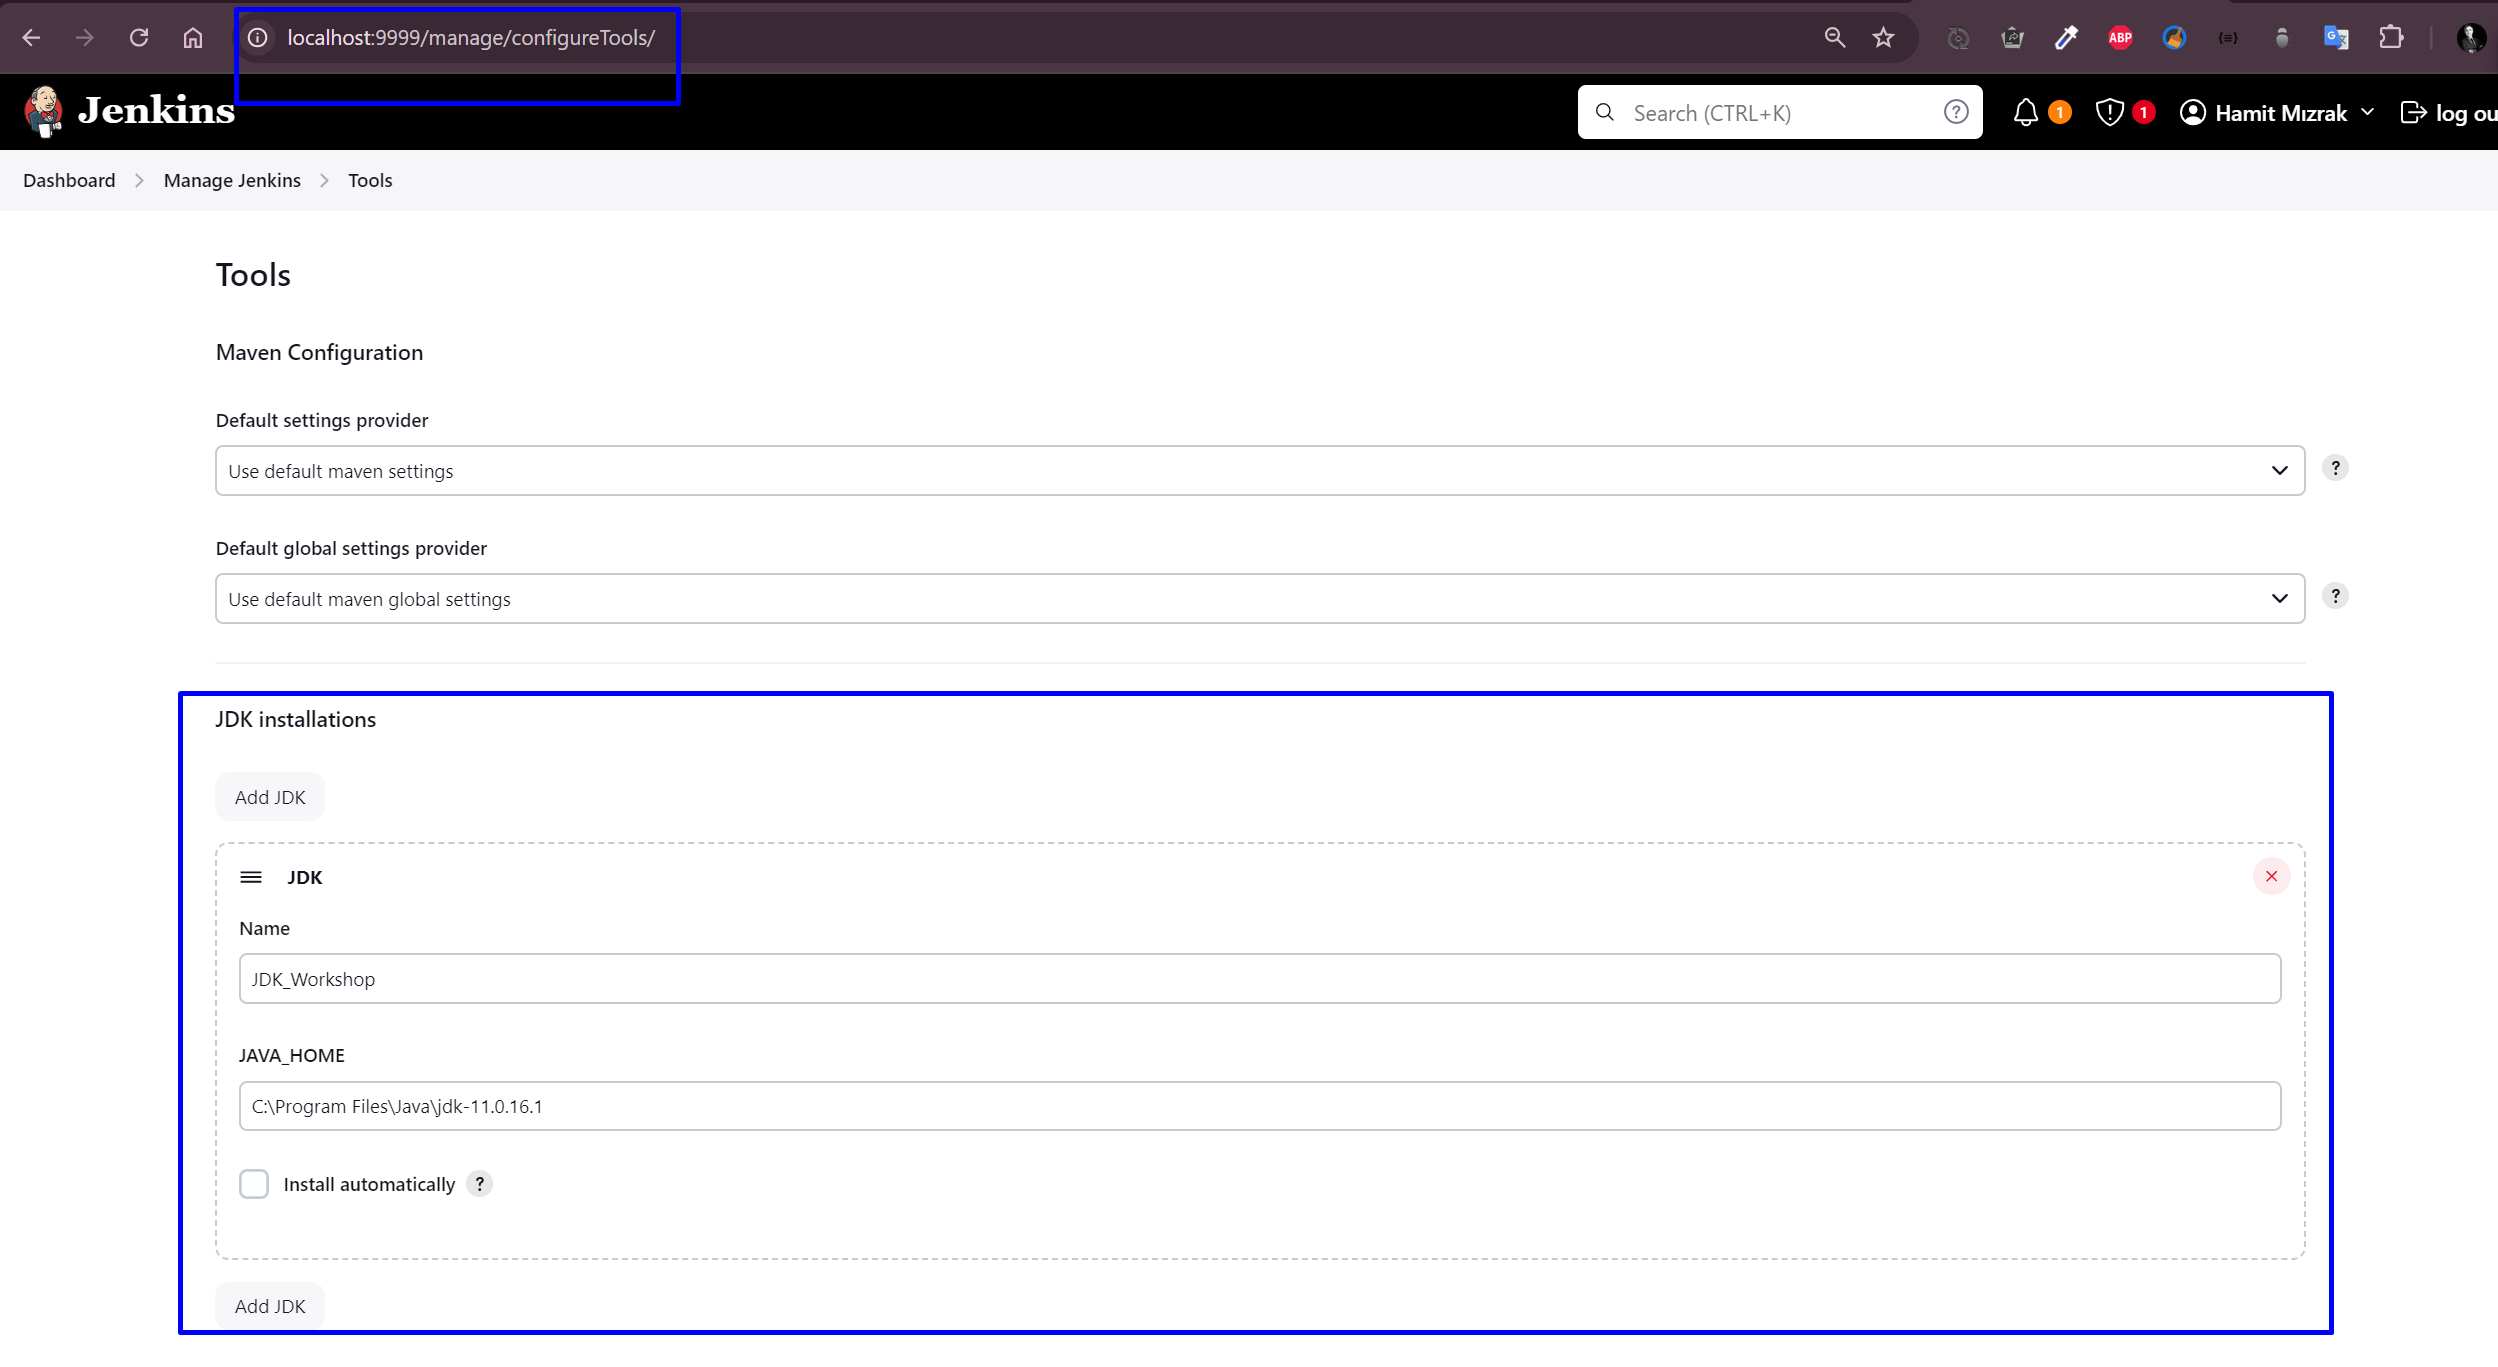 localhost:9999/manage/configureTools/
ABP
Jenkins
Search (CTRL+K)
?
1
1
Hamit Mızrak
log ou
Dashboard
Manage Jenkins
Tools
Tools
Maven Configuration
Default settings provider
Use default maven settings
?
Default global settings provider
Use default maven global settings
?
JDK installations
Add JDK
JDK
Name
JDK_Workshop
JAVA_HOME
C:\Program Files\Java\jdk-11.0.16.1
Install automatically ?
Add JDK